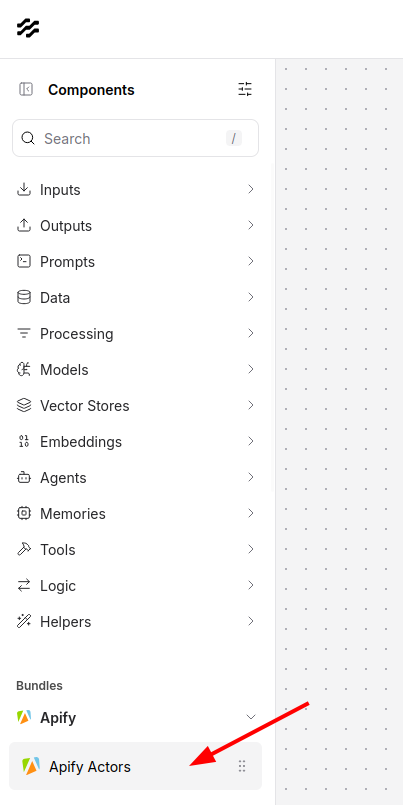 Components
Search /
Inputs
Outputs
Prompts
Data
Processing
Models
Vector Stores
Embeddings
Agents
Memories
Tools
Logic
Helpers
Bundles
Apify
Apify Actors